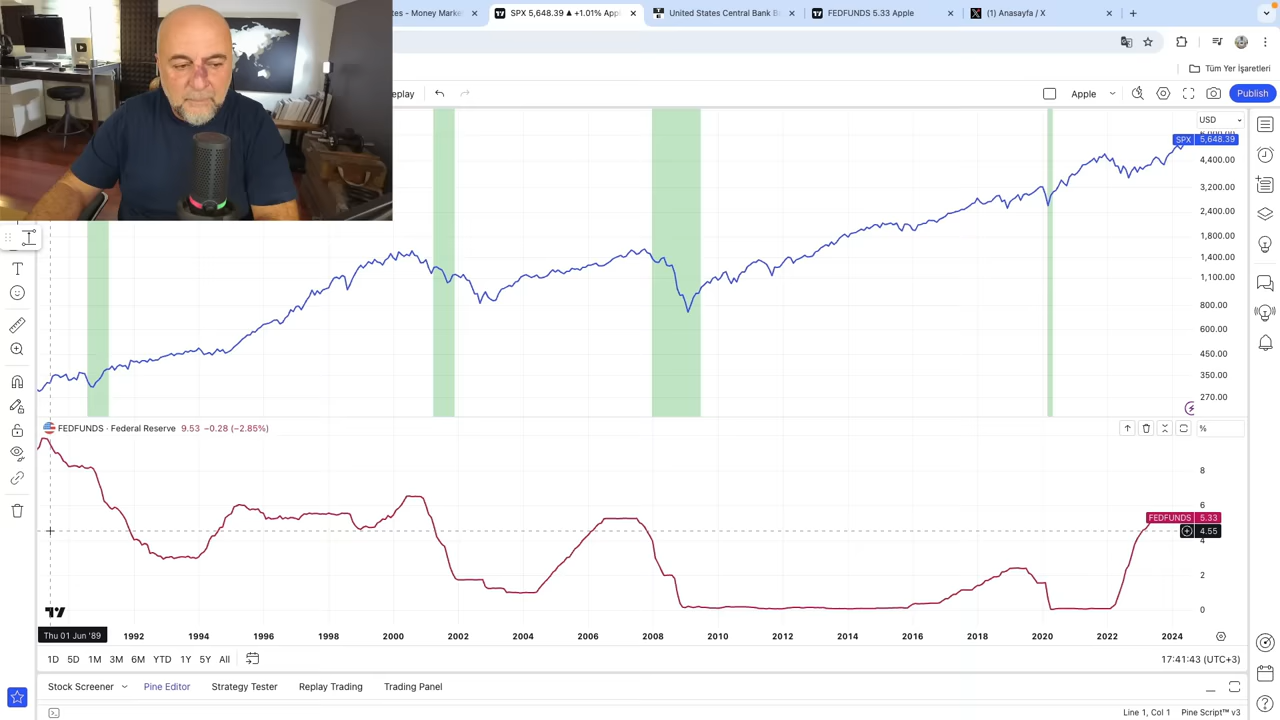 tes - Money Market
SPX 5,648.39 ▲ +1.01% Appl
United States Central Bank B
FEDFUNDS 5.33 Apple
(1) Anasayfa / X
Tüm Yer İşaretleri
eplay
Apple
Publish
USD
SPX 5,648.39
4,400.00
3,200.00
2,400.00
1,800.00
1,400.00
1,100.00
800.00
600.00
450.00
350.00
270.00
FEDFUNDS · Federal Reserve 9.53 −0.28 (−2.85%)
%
8
6
FEDFUNDS 5.33
4.55
4
2
0
Thu 01 Jun '89 1992 1994 1996 1998 2000 2002 2004 2006 2008 2010 2012 2014 2016 2018 2020 2022 2024
1D 5D 1M 3M 6M YTD 1Y 5Y All
17:41:43 (UTC+3)
Stock Screener Pine Editor Strategy Tester Replay Trading Trading Panel
Line 1, Col 1 Pine Script™ v3